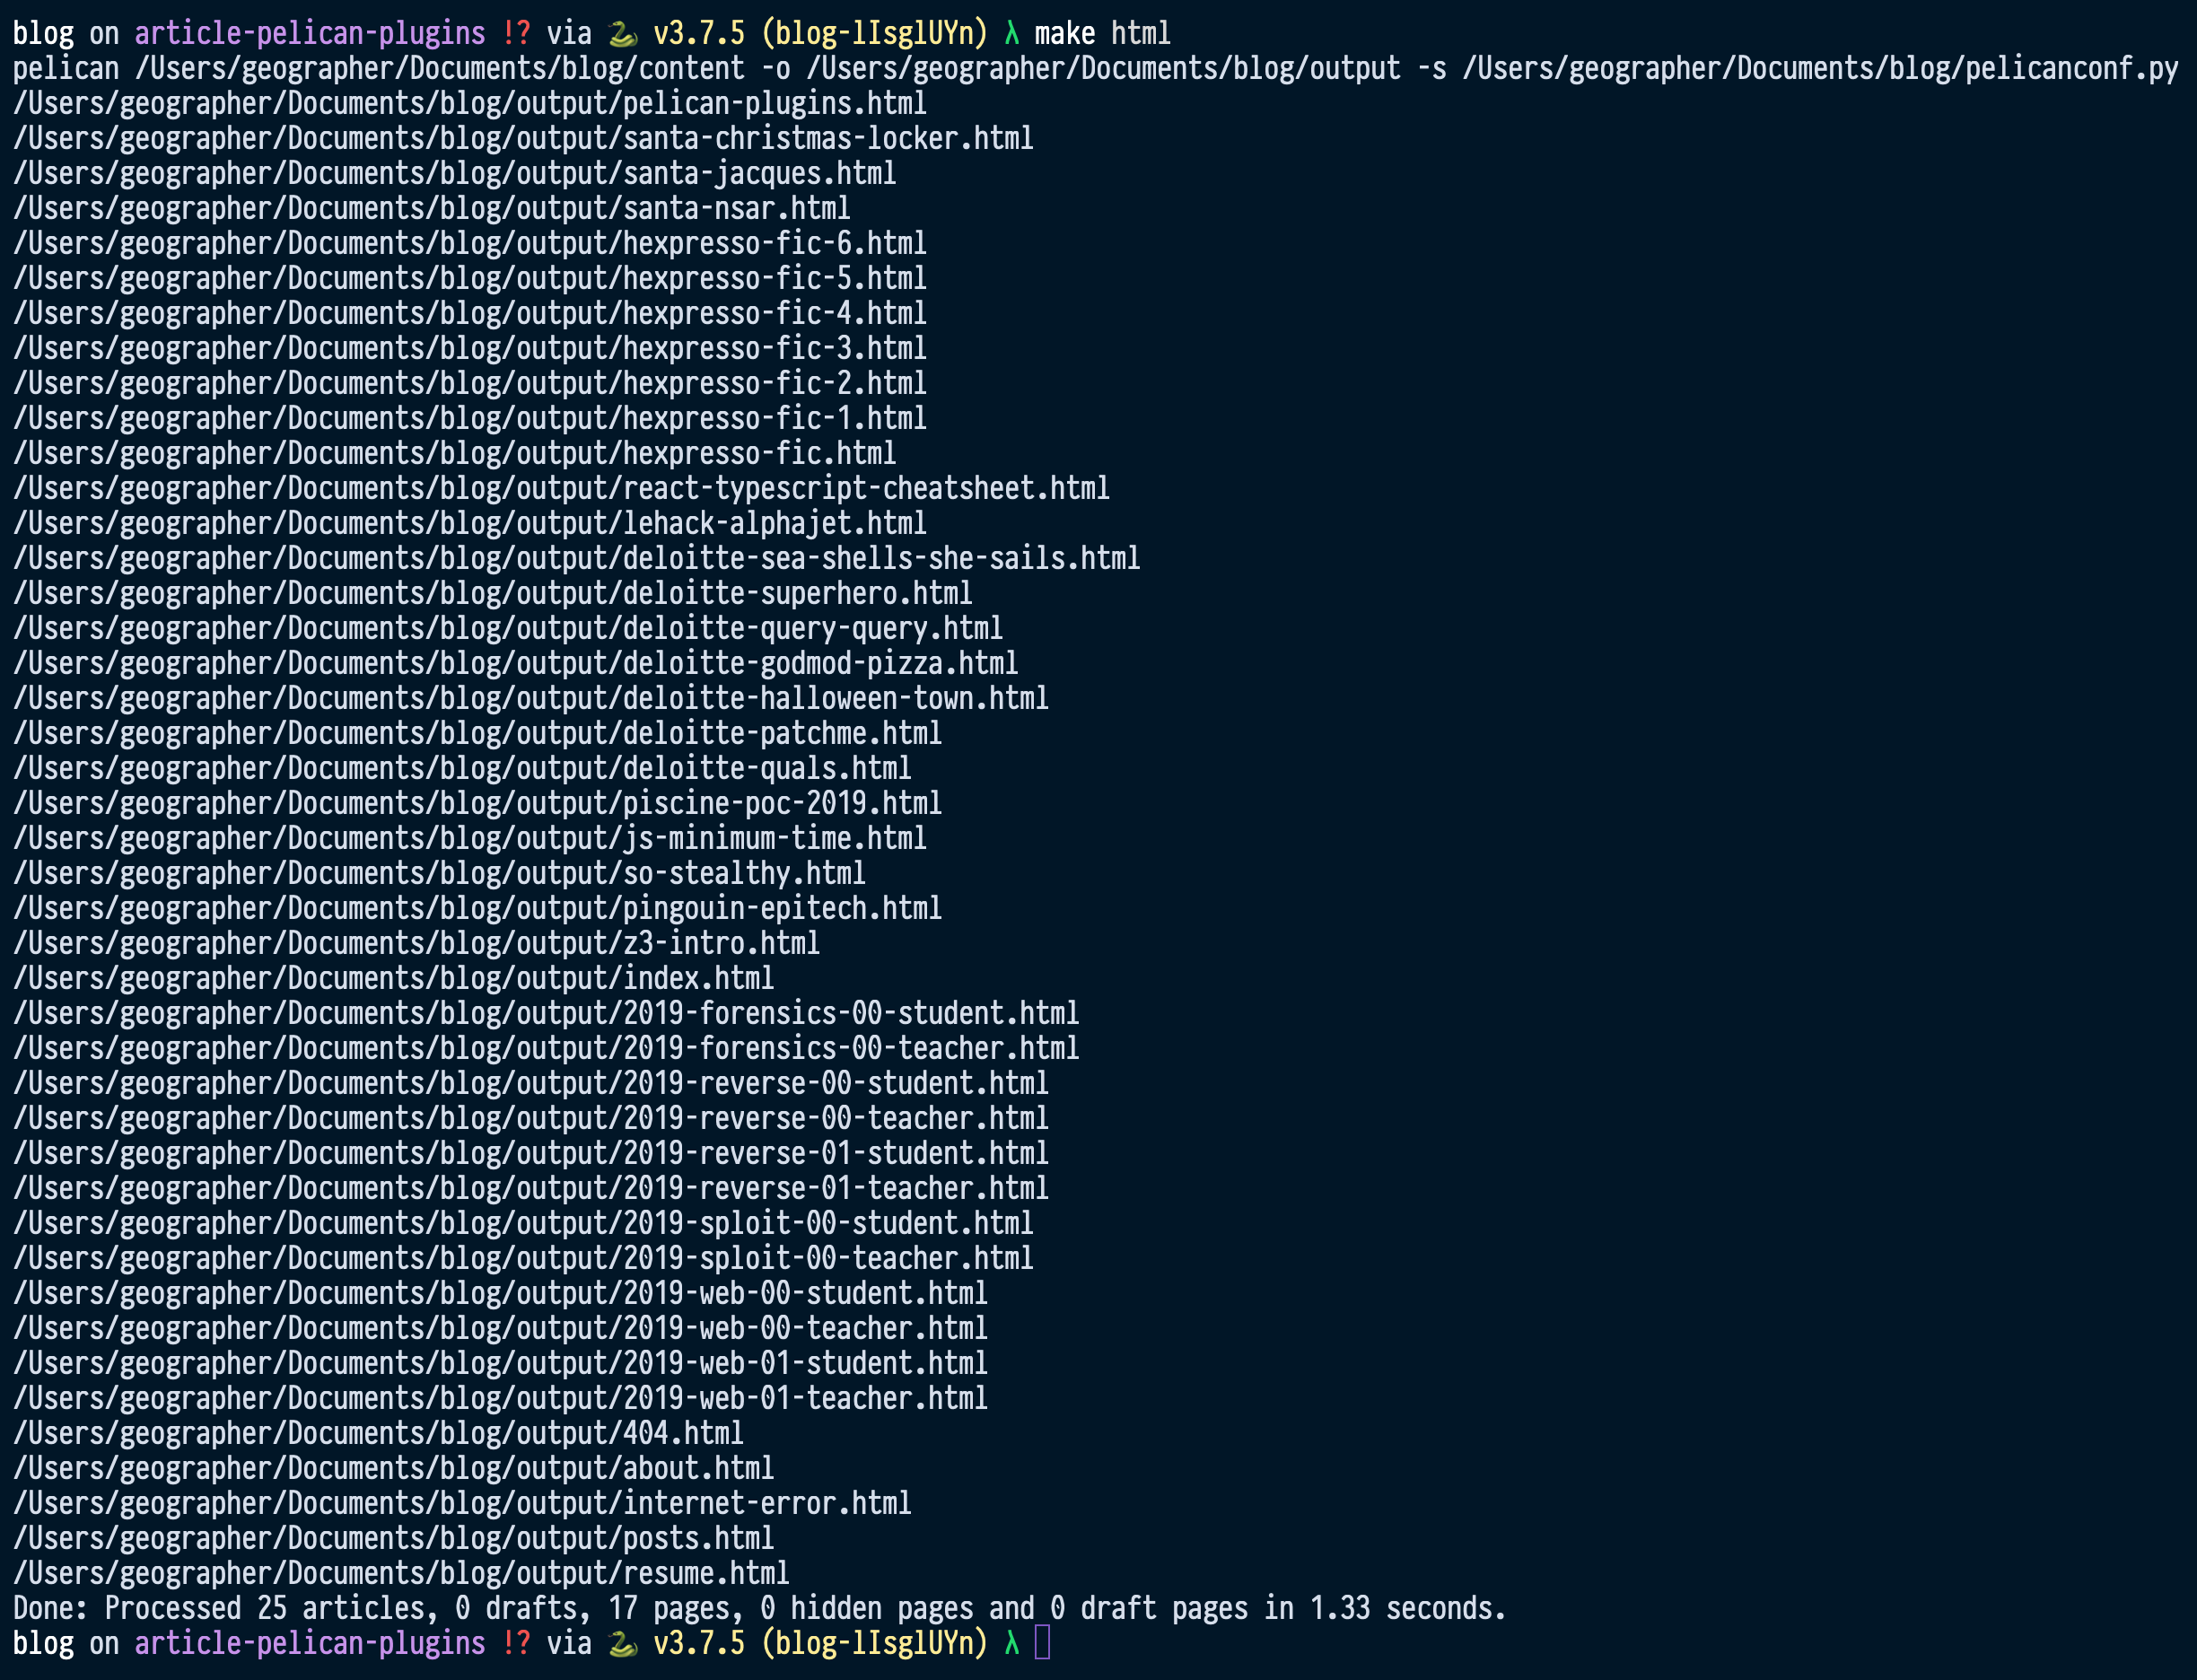 blog on article-pelican-plugins !? via 🐍 v3.7.5 (blog-lIsglUYn) λ make html
pelican /Users/geographer/Documents/blog/content -o /Users/geographer/Documents/blog/output -s /Users/geographer/Documents/blog/pelicanconf.py
/Users/geographer/Documents/blog/output/pelican-plugins.html
/Users/geographer/Documents/blog/output/santa-christmas-locker.html
/Users/geographer/Documents/blog/output/santa-jacques.html
/Users/geographer/Documents/blog/output/santa-nsar.html
/Users/geographer/Documents/blog/output/hexpresso-fic-6.html
/Users/geographer/Documents/blog/output/hexpresso-fic-5.html
/Users/geographer/Documents/blog/output/hexpresso-fic-4.html
/Users/geographer/Documents/blog/output/hexpresso-fic-3.html
/Users/geographer/Documents/blog/output/hexpresso-fic-2.html
/Users/geographer/Documents/blog/output/hexpresso-fic-1.html
/Users/geographer/Documents/blog/output/hexpresso-fic.html
/Users/geographer/Documents/blog/output/react-typescript-cheatsheet.html
/Users/geographer/Documents/blog/output/lehack-alphajet.html
/Users/geographer/Documents/blog/output/deloitte-sea-shells-she-sails.html
/Users/geographer/Documents/blog/output/deloitte-superhero.html
/Users/geographer/Documents/blog/output/deloitte-query-query.html
/Users/geographer/Documents/blog/output/deloitte-godmod-pizza.html
/Users/geographer/Documents/blog/output/deloitte-halloween-town.html
/Users/geographer/Documents/blog/output/deloitte-patchme.html
/Users/geographer/Documents/blog/output/deloitte-quals.html
/Users/geographer/Documents/blog/output/piscine-poc-2019.html
/Users/geographer/Documents/blog/output/js-minimum-time.html
/Users/geographer/Documents/blog/output/so-stealthy.html
/Users/geographer/Documents/blog/output/pingouin-epitech.html
/Users/geographer/Documents/blog/output/z3-intro.html
/Users/geographer/Documents/blog/output/index.html
/Users/geographer/Documents/blog/output/2019-forensics-00-student.html
/Users/geographer/Documents/blog/output/2019-forensics-00-teacher.html
/Users/geographer/Documents/blog/output/2019-reverse-00-student.html
/Users/geographer/Documents/blog/output/2019-reverse-00-teacher.html
/Users/geographer/Documents/blog/output/2019-reverse-01-student.html
/Users/geographer/Documents/blog/output/2019-reverse-01-teacher.html
/Users/geographer/Documents/blog/output/2019-sploit-00-student.html
/Users/geographer/Documents/blog/output/2019-sploit-00-teacher.html
/Users/geographer/Documents/blog/output/2019-web-00-student.html
/Users/geographer/Documents/blog/output/2019-web-00-teacher.html
/Users/geographer/Documents/blog/output/2019-web-01-student.html
/Users/geographer/Documents/blog/output/2019-web-01-teacher.html
/Users/geographer/Documents/blog/output/404.html
/Users/geographer/Documents/blog/output/about.html
/Users/geographer/Documents/blog/output/internet-error.html
/Users/geographer/Documents/blog/output/posts.html
/Users/geographer/Documents/blog/output/resume.html
Done: Processed 25 articles, 0 drafts, 17 pages, 0 hidden pages and 0 draft pages in 1.33 seconds.
blog on article-pelican-plugins !? via 🐍 v3.7.5 (blog-lIsglUYn) λ